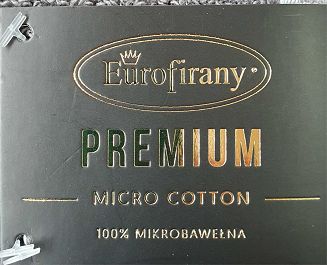 Eurofirany®
PREMIUM
MICRO COTTON
100% MIKROBAWEŁNA